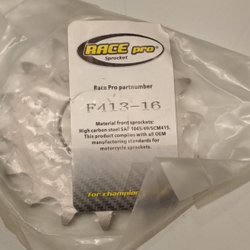 RACE pro
Sprocket
Race Pro partnumber
F413-16
Material front sprockets:
High carbon steel SAE 1045/49/SCM415.
This product complies with all OEM
manufacturing standards for
motorcycle sprockets.
for champion